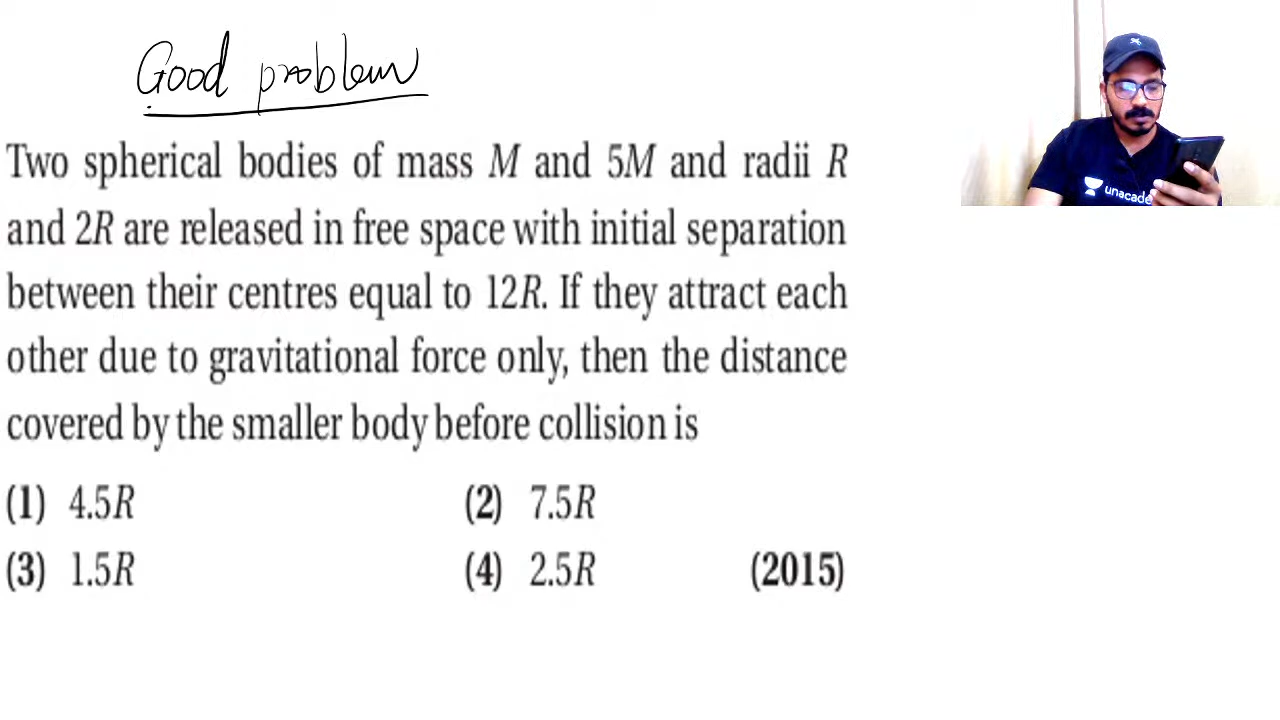 Good problem
Two spherical bodies of mass M and 5M and radii R
and 2R are released in free space with initial separation
between their centres equal to 12R. If they attract each
other due to gravitational force only, then the distance
covered by the smaller body before collision is
(1) 4.5R (2) 7.5R
(3) 1.5R (4) 2.5R (2015)
unacade